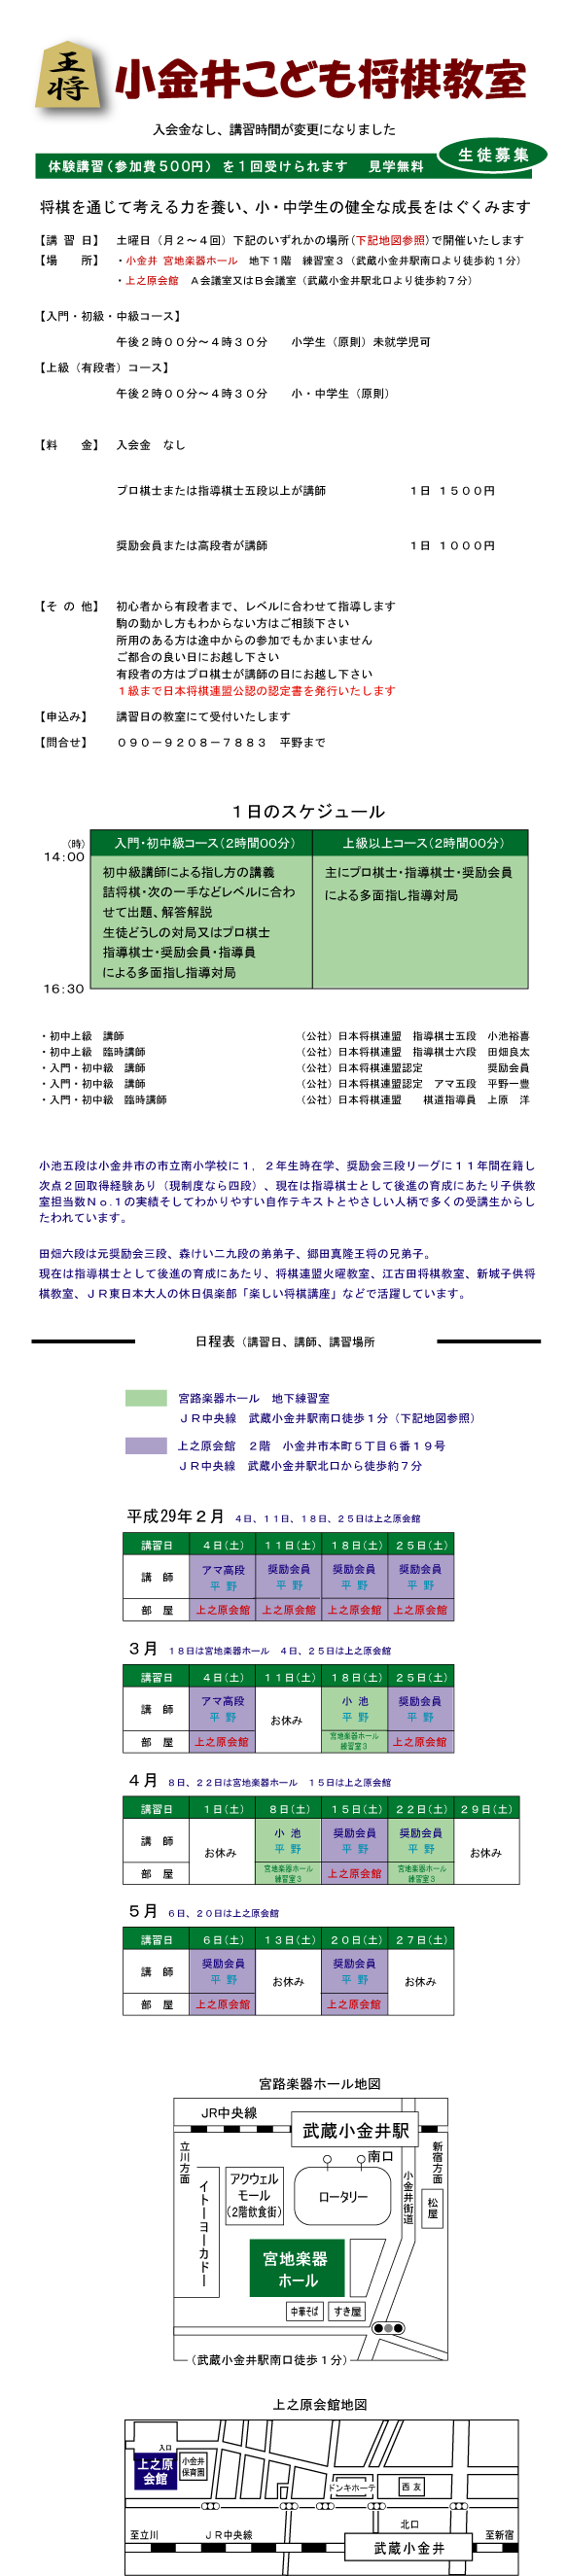 王将
小金井こども将棋教室
入会金なし、講習時間が変更になりました
生徒募集
体験講習（参加費５００円） を１回受けられます　見学無料
将棋を通じて考える力を養い、小・中学生の健全な成長をはぐくみます
【講 習 日】 土曜日（月２～４回）下記のいずれかの場所（下記地図参照）で開催いたします
【場　　所】 ・小金井 宮地楽器ホール　地下１階　練習室３（武蔵小金井駅南口より徒歩約１分）
・上之原会館　Ａ会議室又はＢ会議室（武蔵小金井駅北口より徒歩約７分）
【入門・初級・中級コース】
午後２時００分～４時３０分　　小学生（原則）未就学児可
【上級（有段者）コース】
午後２時００分～４時３０分　　小・中学生（原則）
【料　　金】 入会金　なし
プロ棋士または指導棋士五段以上が講師　１日 １５００円
奨励会員または高段者が講師　１日 １０００円
【そ の 他】 初心者から有段者まで、レベルに合わせて指導します
駒の動かし方もわからない方はご相談下さい
所用のある方は途中からの参加でもかまいません
ご都合の良い日にお越し下さい
有段者の方はプロ棋士が講師の日にお越し下さい
１級まで日本将棋連盟公認の認定書を発行いたします
【申込み】 講習日の教室にて受付いたします
【問合せ】 ０９０－９２０８－７８８３　平野まで
１日のスケジュール
（時） 入門・初中級コース（2時間00分） 上級以上コース（2時間00分）
14:00
初中級講師による指し方の講義
詰将棋・次の一手などレベルに合わ
せて出題、解答解説
生徒どうしの対局又はプロ棋士
指導棋士・奨励会員・指導員
による多面指し指導対局
主にプロ棋士・指導棋士・奨励会員
による多面指し指導対局
16:30
・初中上級　講師　（公社）日本将棋連盟　指導棋士五段　小池裕喜
・初中上級　臨時講師　（公社）日本将棋連盟　指導棋士六段　田畑良太
・入門・初中級　講師　（公社）日本将棋連盟認定　奨励会員
・入門・初中級　講師　（公社）日本将棋連盟認定　アマ五段　平野一豊
・入門・初中級　臨時講師　（公社）日本将棋連盟　棋道指導員　上原　洋
小池五段は小金井市の市立南小学校に１，２年生時在学、奨励会三段リーグに１１年間在籍し
次点２回取得経験あり（現制度なら四段）、現在は指導棋士として後進の育成にあたり子供教
室担当数Ｎｏ.１の実績そしてわかりやすい自作テキストとやさしい人柄で多くの受講生からし
たわれています。
田畑六段は元奨励会三段、森けい二九段の弟弟子、郷田真隆王将の兄弟子。
現在は指導棋士として後進の育成にあたり、将棋連盟火曜教室、江古田将棋教室、新城子供将
棋教室、ＪＲ東日本大人の休日倶楽部「楽しい将棋講座」などで活躍しています。
日程表（講習日、講師、講習場所
宮路楽器ホール　地下練習室
ＪＲ中央線　武蔵小金井駅南口徒歩１分（下記地図参照）
上之原会館　２階　小金井市本町５丁目６番１９号
ＪＲ中央線　武蔵小金井駅北口から徒歩約７分
平成29年２月 ４日、１１日、１８日、２５日は上之原会館
講習日 ４日（土） １１日（土） １８日（土） ２５日（土）
講　師 アマ高段 奨励会員 奨励会員 奨励会員
平 野 平 野 平 野 平 野
部　屋 上之原会館 上之原会館 上之原会館 上之原会館
３月 １８日は宮地楽器ホール　４日、２５日は上之原会館
講習日 ４日（土） １１日（土） １８日（土） ２５日（土）
講　師 アマ高段 お休み 小 池 奨励会員
平 野 平 野 平 野
部　屋 上之原会館 宮地楽器ホール 練習室３ 上之原会館
４月 ８日、２２日は宮地楽器ホール　１５日は上之原会館
講習日 １日（土） ８日（土） １５日（土） ２２日（土） ２９日（土）
講　師 お休み 小 池 奨励会員 奨励会員 お休み
平 野 平 野 平 野
部　屋 宮地楽器ホール 練習室３ 上之原会館 宮地楽器ホール 練習室３
５月 ６日、２０日は上之原会館
講習日 ６日（土） １３日（土） ２０日（土） ２７日（土）
講　師 奨励会員 お休み 奨励会員 お休み
平 野 平 野
部　屋 上之原会館 上之原会館
宮路楽器ホール地図
JR中央線
武蔵小金井駅
立川方面
南口
新宿方面
イトーヨーカドー
アクウェル
モール
（2階飲食街）
ロータリー
小金井街道
松屋
宮地楽器
ホール
中華そば
すき屋
（武蔵小金井駅南口徒歩１分）
上之原会館地図
入口
上之原
会館
小金井
保育園
ドンキホーテ
西 友
北口
至立川
ＪＲ中央線
武蔵小金井
至新宿